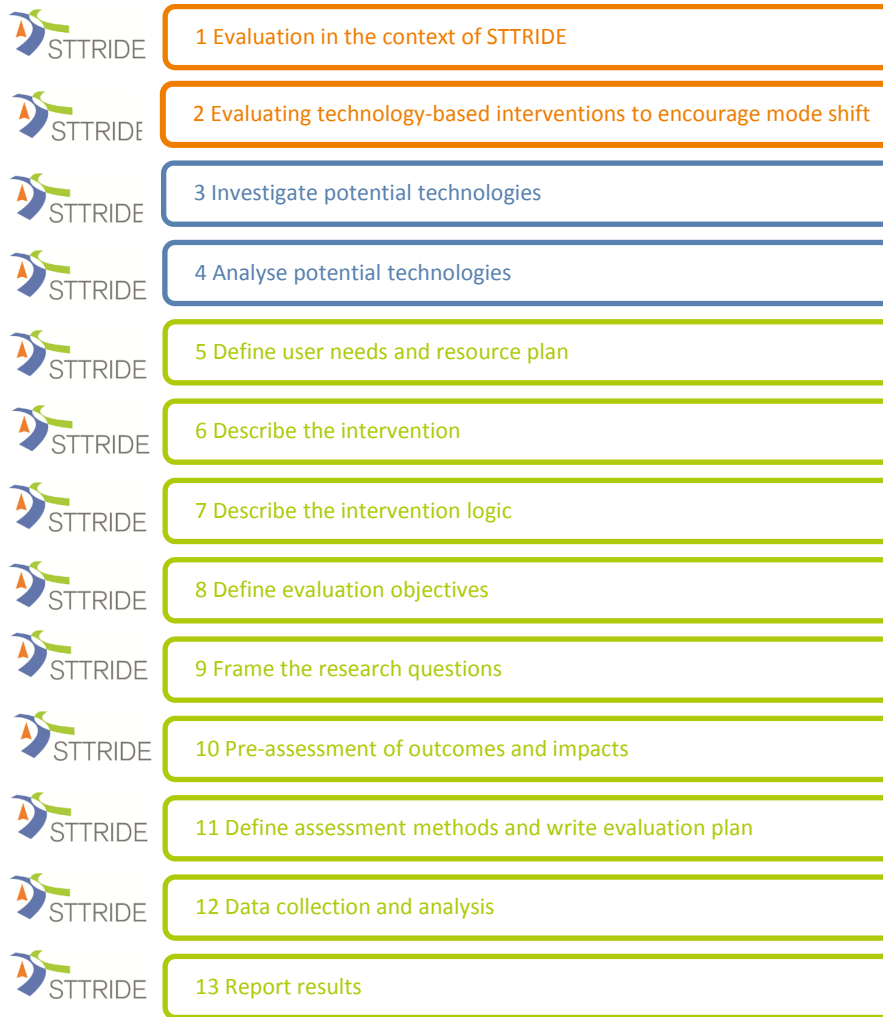 STTRIDE
1 Evaluation in the context of STTRIDE
STTRIDE
2 Evaluating technology-based interventions to encourage mode shift
STTRIDE
3 Investigate potential technologies
STTRIDE
4 Analyse potential technologies
STTRIDE
5 Define user needs and resource plan
STTRIDE
6 Describe the intervention
STTRIDE
7 Describe the intervention logic
STTRIDE
8 Define evaluation objectives
STTRIDE
9 Frame the research questions
STTRIDE
10 Pre-assessment of outcomes and impacts
STTRIDE
11 Define assessment methods and write evaluation plan
STTRIDE
12 Data collection and analysis
STTRIDE
13 Report results